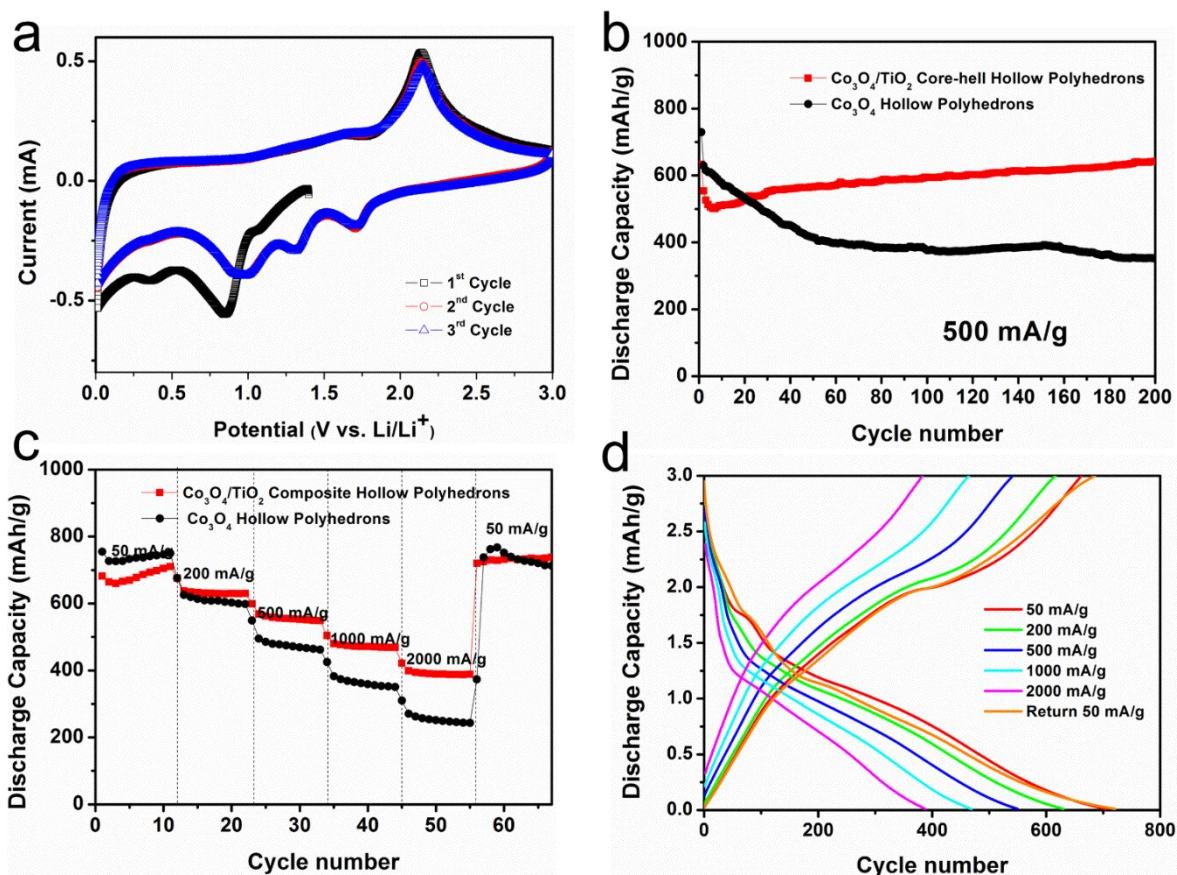 a
0.5
0.0
-0.5
Current (mA)
1st Cycle
2nd Cycle
3rd Cycle
0.0 0.5 1.0 1.5 2.0 2.5 3.0
Potential (V vs. Li/Li+)
b
1000
800
600
400
200
0
Discharge Capacity (mAh/g)
Co3O4/TiO2 Core-hell Hollow Polyhedrons
Co3O4 Hollow Polyhedrons
500 mA/g
0 20 40 60 80 100 120 140 160 180 200
Cycle number
c
1000
800
600
400
200
0
Discharge Capacity (mAh/g)
Co3O4/TiO2 Composite Hollow Polyhedrons
Co3O4 Hollow Polyhedrons
50 mA/g
200 mA/g
500 mA/g
1000 mA/g
2000 mA/g
50 mA/g
0 10 20 30 40 50 60
Cycle number
d
3.0
2.5
2.0
1.5
1.0
0.5
0.0
Discharge Capacity (mAh/g)
50 mA/g
200 mA/g
500 mA/g
1000 mA/g
2000 mA/g
Return 50 mA/g
0 200 400 600 800
Cycle number